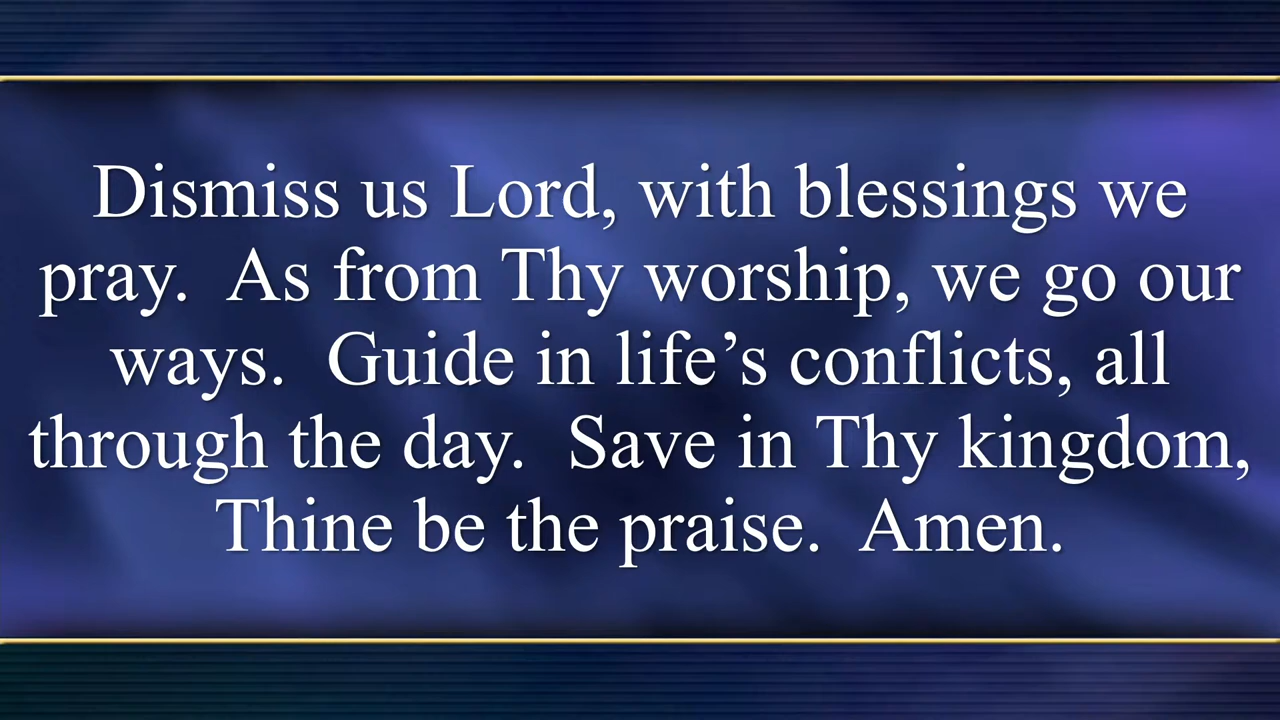 Dismiss us Lord, with blessings we
pray.  As from Thy worship, we go our
ways.  Guide in life’s conflicts, all
through the day.  Save in Thy kingdom,
Thine be the praise.  Amen.